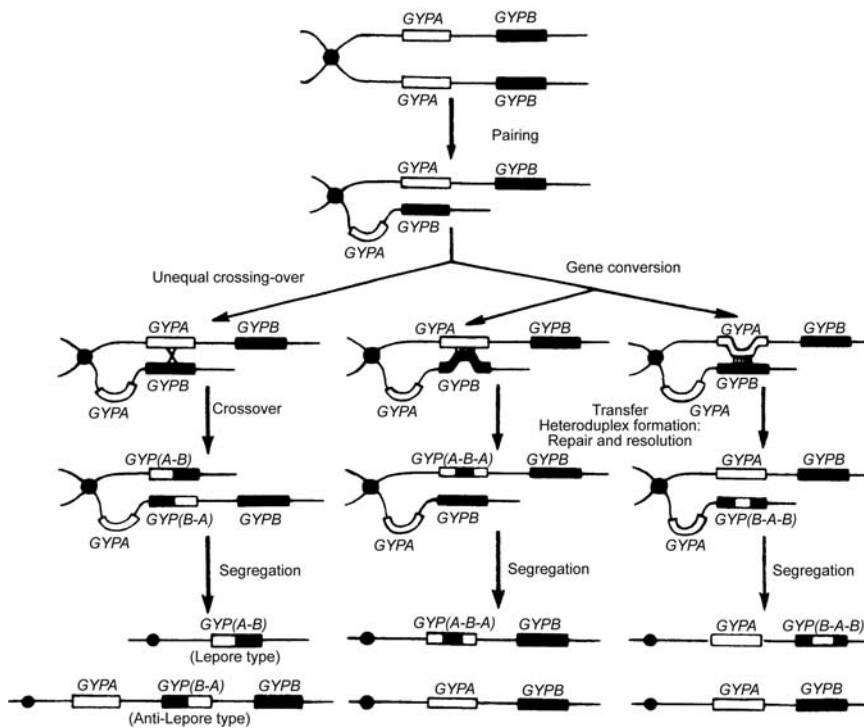 GYPA GYPB
GYPA GYPB
Pairing
GYPA GYPB
GYPB
GYPA
Unequal crossing-over
Gene conversion
GYPA GYPB
GYPB
GYPA
GYPA GYPB
GYPB
GYPA
GYPA GYPB
GYPB
GYPA
Crossover
Transfer
Heteroduplex formation:
Repair and resolution
GYP(A-B)
GYP(B-A) GYPB
GYPA
GYP(A-B-A) GYPB
GYPB
GYPA
GYPA GYPB
GYP(B-A-B)
GYPA
Segregation
Segregation
Segregation
GYP(A-B)
(Lepore type)
GYP(A-B-A) GYPB
GYPA GYP(B-A-B)
GYPA GYP(B-A) GYPB
(Anti-Lepore type)
GYPA GYPB
GYPA GYPB